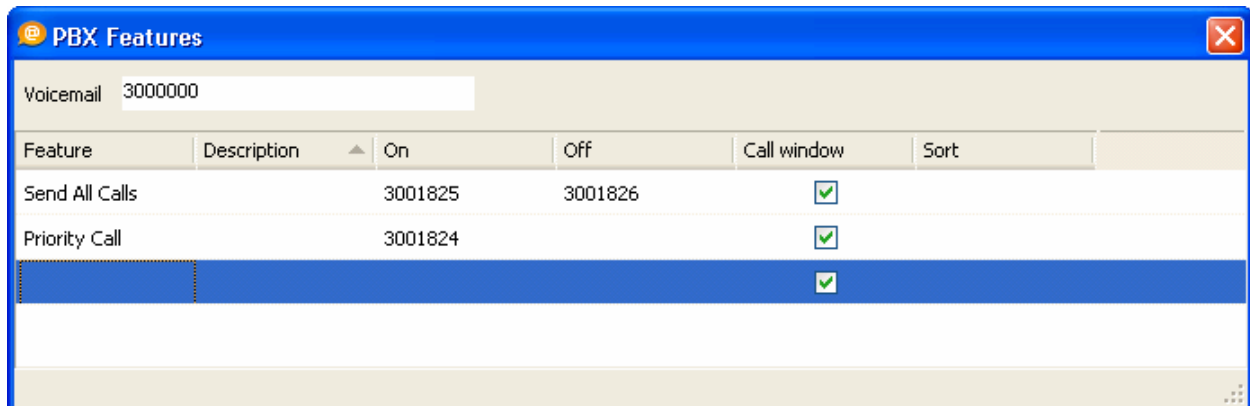 PBX Features
Voicemail 3000000
Feature Description On Off Call window Sort
Send All Calls 3001825 3001826
Priority Call 3001824